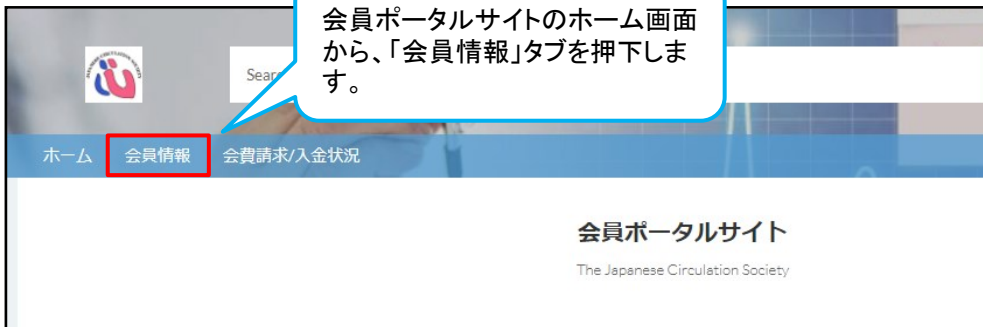 会員ポータルサイトのホーム画面
から、「会員情報」タブを押下しま
す。
ホーム 会員情報 会費請求/入金状況
会員ポータルサイト
The Japanese Circulation Society